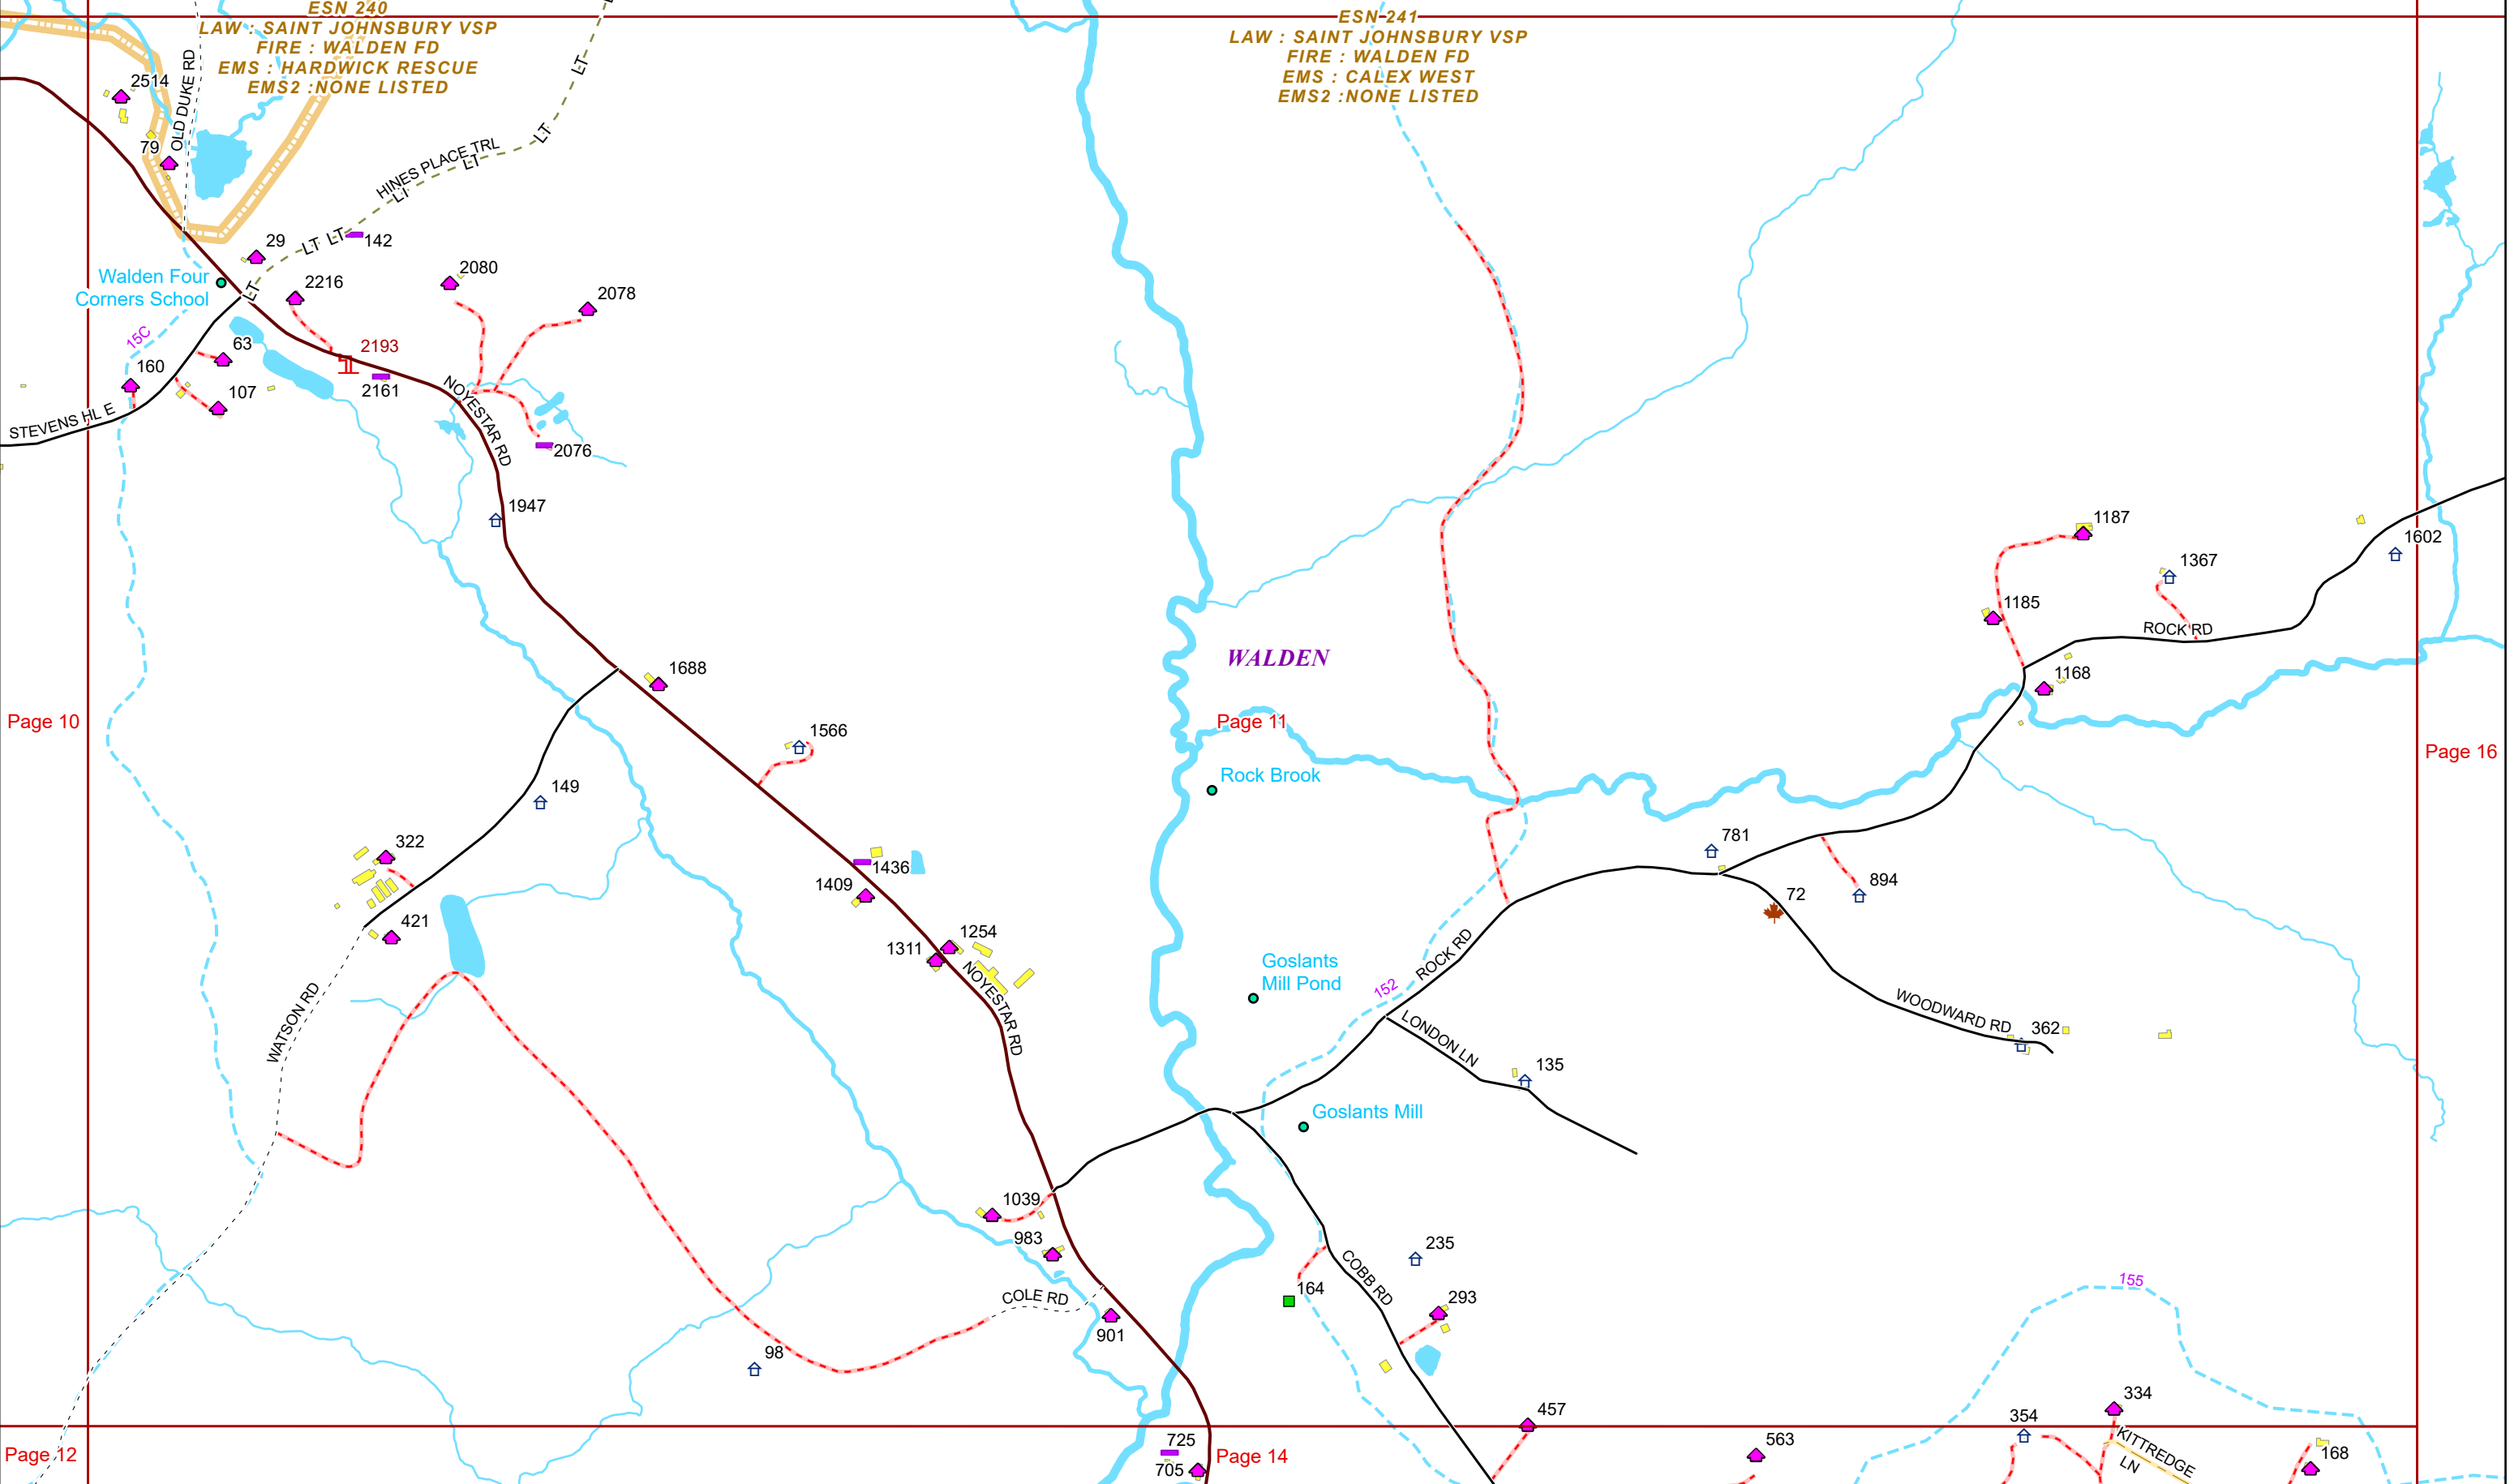 ESN 240
LAW : SAINT JOHNSBURY VSP
FIRE : WALDEN FD
EMS : HARDWICK RESCUE
EMS2 :NONE LISTED
ESN 241
LAW : SAINT JOHNSBURY VSP
FIRE : WALDEN FD
EMS : CALEX WEST
EMS2 :NONE LISTED
2514
OLD DUKE RD
79
LT
LT
LT
HINES PLACE TRL
LT
LT
LT
LT
142
29
Walden Four
Corners School
2216
2080
2078
15C
63
2193
160
2161
107
STEVENS HL E
NOYESTAR RD
2076
1947
1187
1602
1367
1185
ROCK RD
WALDEN
1688
1168
Page 10
Page 11
1566
Page 16
Rock Brook
149
781
322
1436
894
1409
72
421
1254
1311
NOYESTAR RD
ROCK RD
Goslants
Mill Pond
152
WATSON RD
LONDON LN
WOODWARD RD
362
135
Goslants Mill
1039
983
235
COBB RD
155
164
COLE RD
293
901
98
334
457
354
725
563
Page 12
Page 14
705
KITTREDGE
LN
168